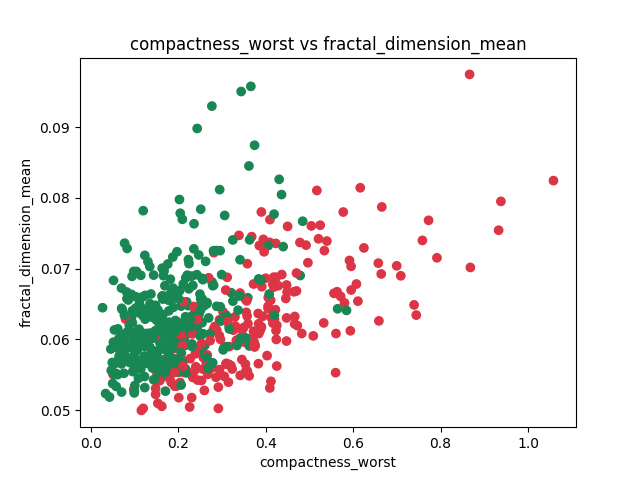 compactness_worst vs fractal_dimension_mean
fractal_dimension_mean
0.09
0.08
0.07
0.06
0.05
0.0 0.2 0.4 0.6 0.8 1.0
compactness_worst